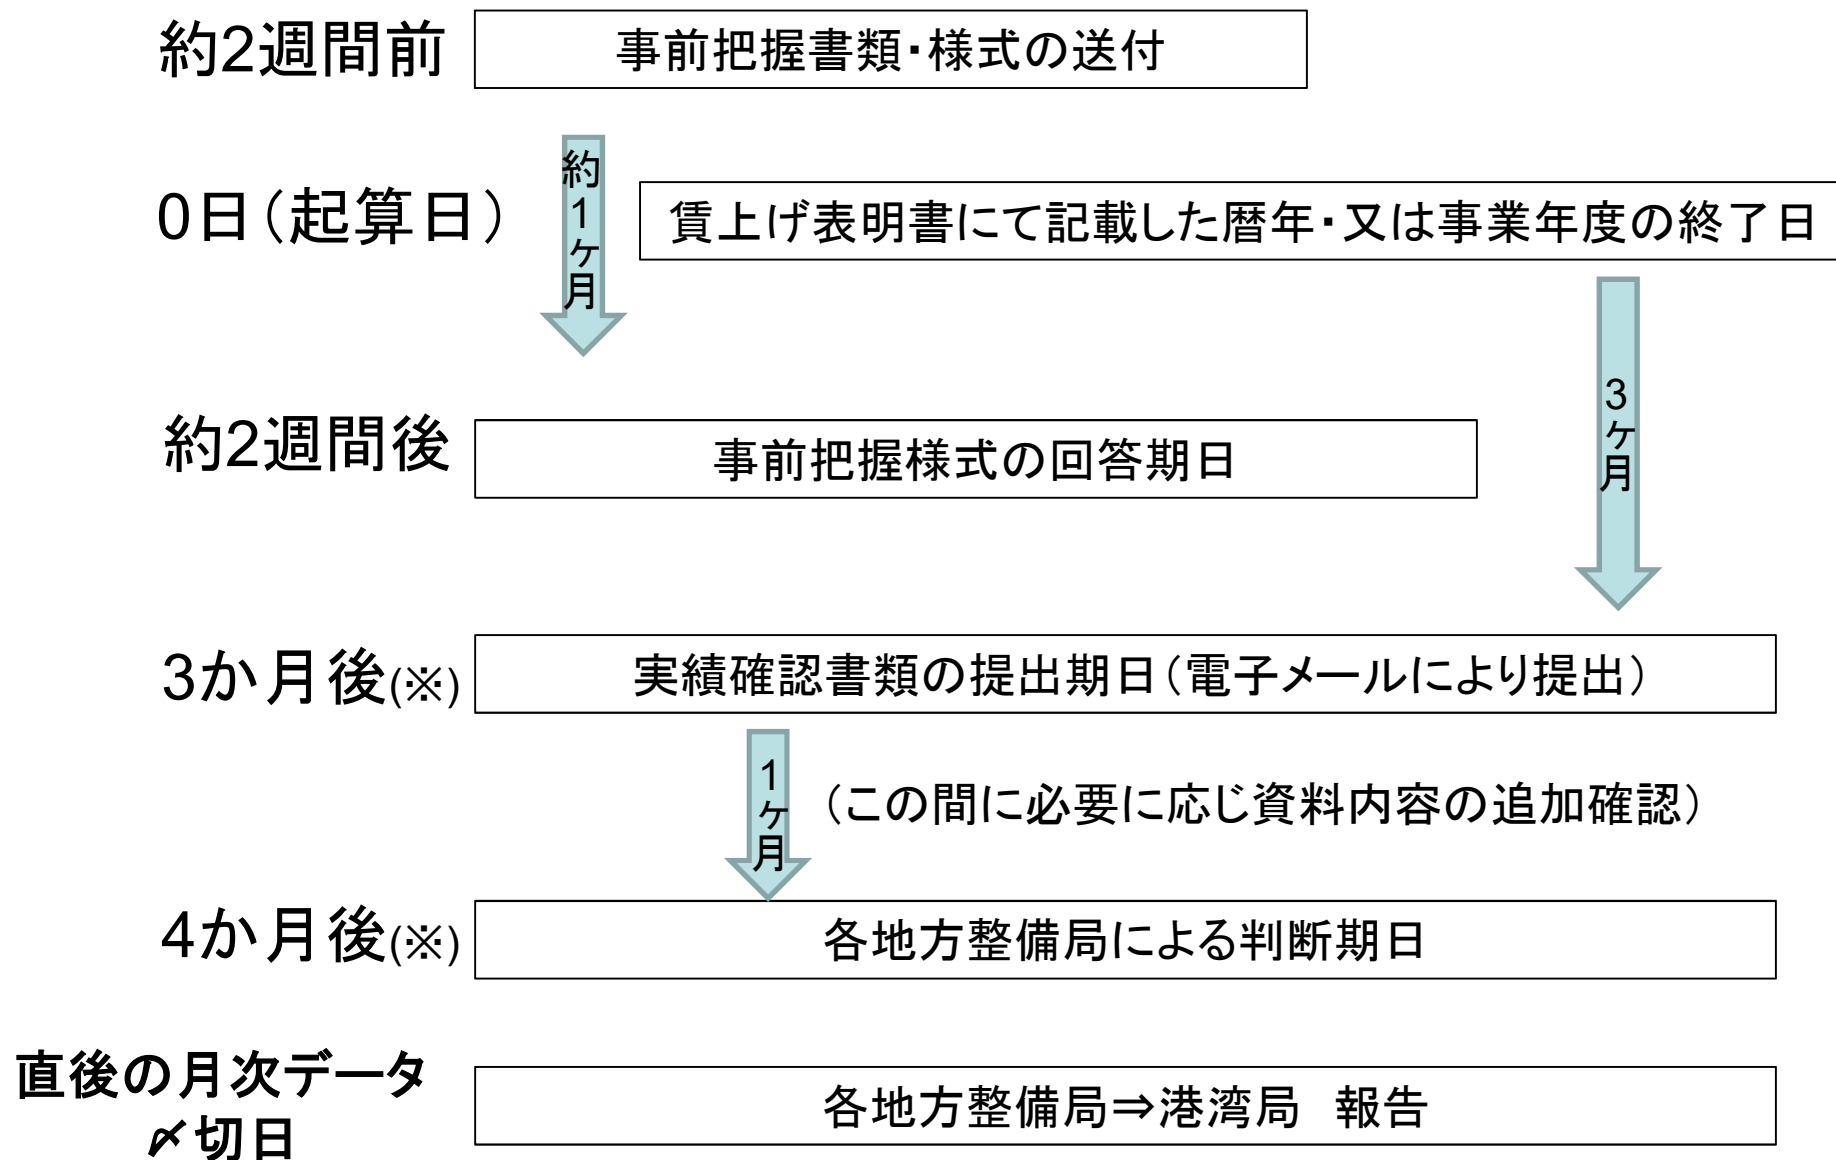 約2週間前
事前把握書類・様式の送付
約1ヶ月
0日（起算日）
賃上げ表明書にて記載した暦年・又は事業年度の終了日
3ヶ月
約2週間後
事前把握様式の回答期日
3か月後(※)
実績確認書類の提出期日（電子メールにより提出）
1ヶ月
（この間に必要に応じ資料内容の追加確認）
4か月後(※)
各地方整備局による判断期日
直後の月次データ
〆切日
各地方整備局⇒港湾局　報告